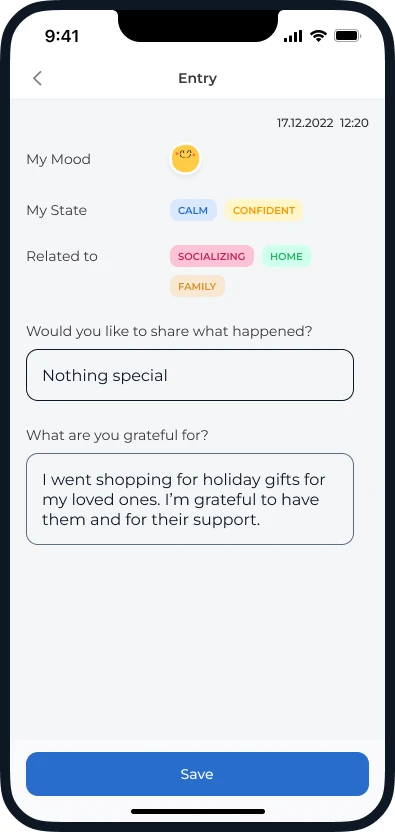 9:41
Entry
17.12.2022 12:20
My Mood
My State CALM CONFIDENT
Related to SOCIALIZING HOME
FAMILY
Would you like to share what happened?
Nothing special
What are you grateful for?
I went shopping for holiday gifts for
my loved ones. I'm grateful to have
them and for their support.
Save